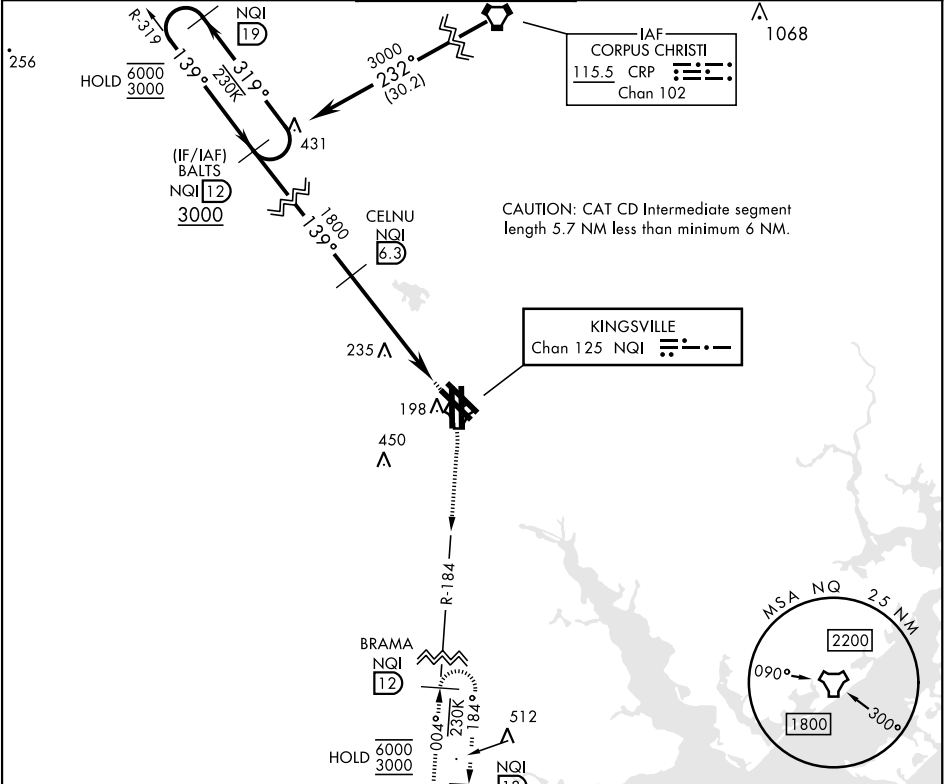 R-319
NQI
19
256
HOLD 6000
3000
139°
319°
230K
3000
232°
(30.2)
IAF
CORPUS CHRISTI
115.5 CRP
Chan 102
1068
431
(IF/IAF)
BALTS
NQI 12
3000
1800
139°
CELNU
NQI
6.3
CAUTION: CAT CD Intermediate segment
length 5.7 NM less than minimum 6 NM.
KINGSVILLE
Chan 125 NQI
235
198
450
R-184
BRAMA
NQI
12
HOLD 6000
3000
004°
230K
184°
512
NQI
MSA NQ 25 NM
2200
090°
1800
300°